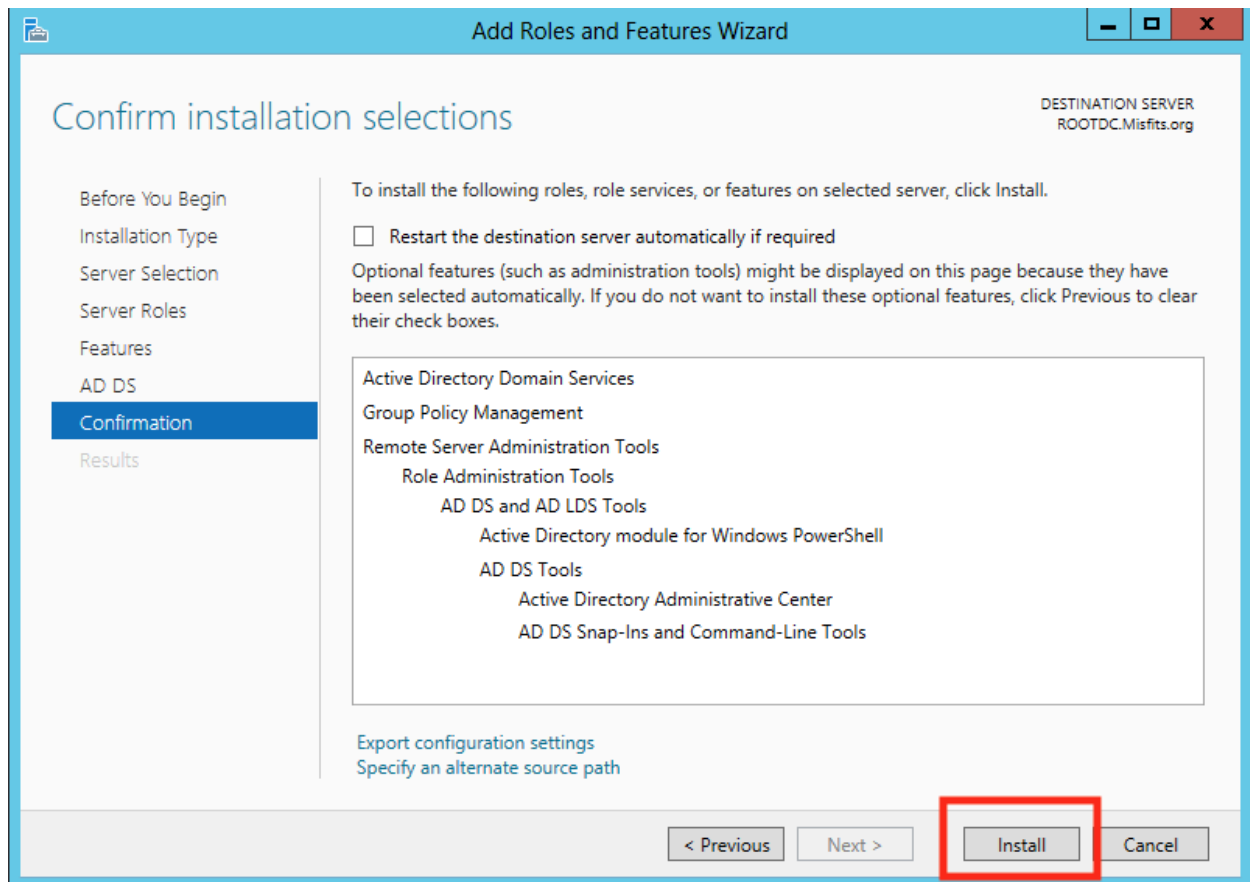 Add Roles and Features Wizard
Confirm installation selections
DESTINATION SERVER
ROOTDC.Misfits.org
Before You Begin
Installation Type
Server Selection
Server Roles
Features
AD DS
Confirmation
Results
To install the following roles, role services, or features on selected server, click Install.
Restart the destination server automatically if required
Optional features (such as administration tools) might be displayed on this page because they have
been selected automatically. If you do not want to install these optional features, click Previous to clear
their check boxes.
Active Directory Domain Services
Group Policy Management
Remote Server Administration Tools
Role Administration Tools
AD DS and AD LDS Tools
Active Directory module for Windows PowerShell
AD DS Tools
Active Directory Administrative Center
AD DS Snap-Ins and Command-Line Tools
Export configuration settings
Specify an alternate source path
< Previous
Next >
Install
Cancel